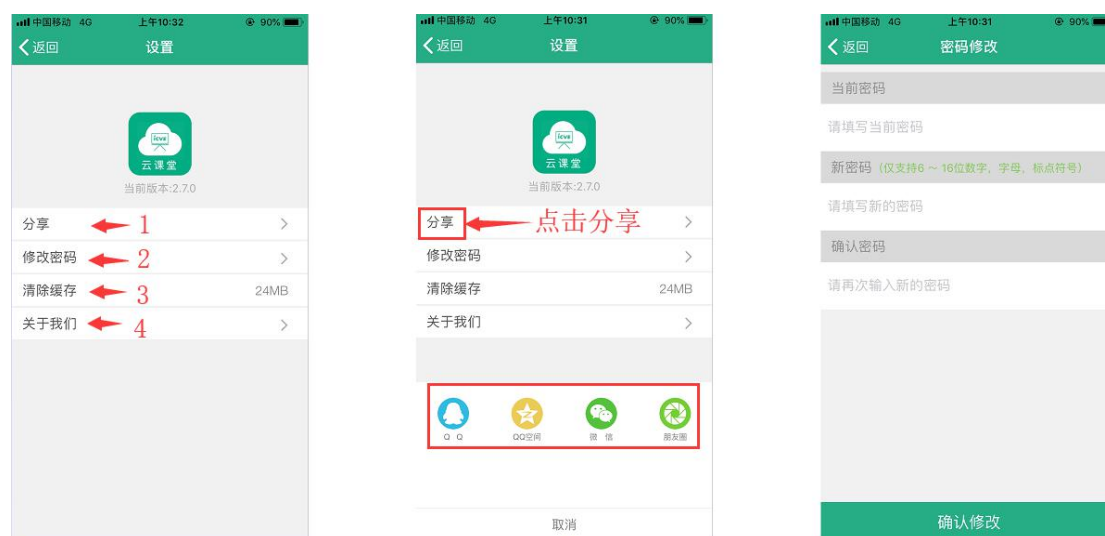 中国移动 4G 上午10:32 90%
返回 设置
icve
云课堂
当前版本:2.7.0
分享 1
修改密码 2
清除缓存 3 24MB
关于我们 4
中国移动 4G 上午10:31 90%
返回 设置
icve
云课堂
当前版本:2.7.0
分享 点击分享
修改密码
清除缓存 24MB
关于我们
Q Q QQ空间 微 信 朋友圈
取消
中国移动 4G 上午10:31 90%
返回 密码修改
当前密码
请填写当前密码
新密码 (仅支持6 ~ 16位数字, 字母, 标点符号)
请填写新的密码
确认密码
请再次输入新的密码
确认修改